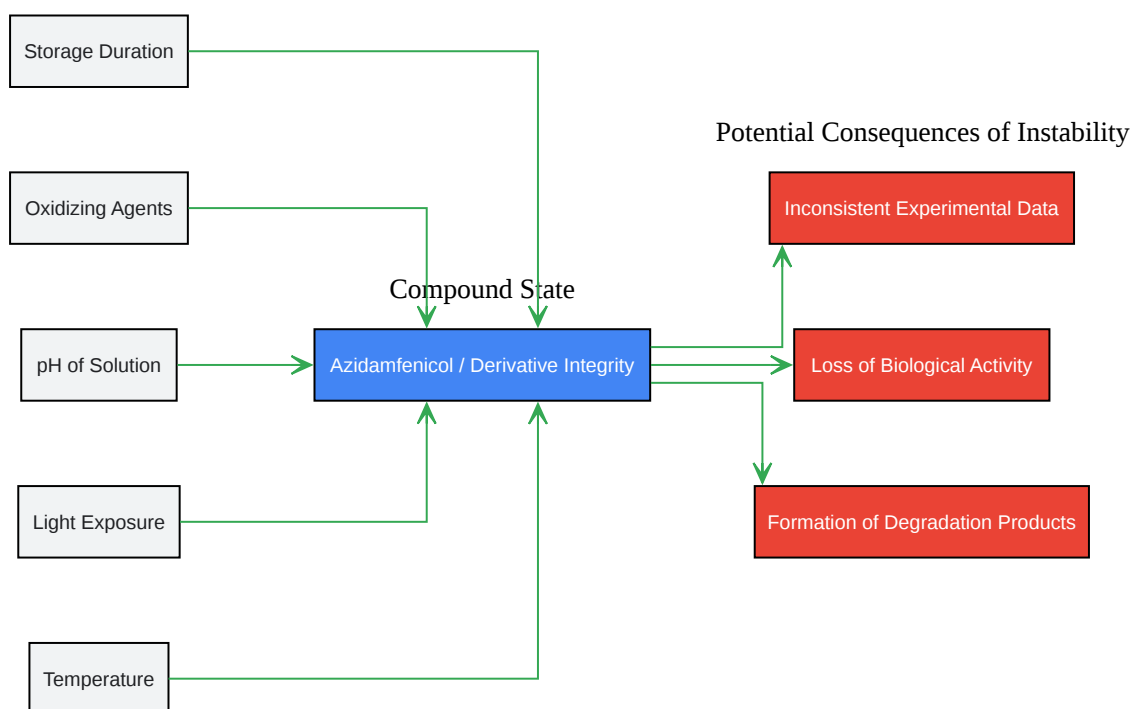 Storage Duration
Oxidizing Agents
pH of Solution
Light Exposure
Temperature
Compound State
Azidamfenicol / Derivative Integrity
Potential Consequences of Instability
Inconsistent Experimental Data
Loss of Biological Activity
Formation of Degradation Products